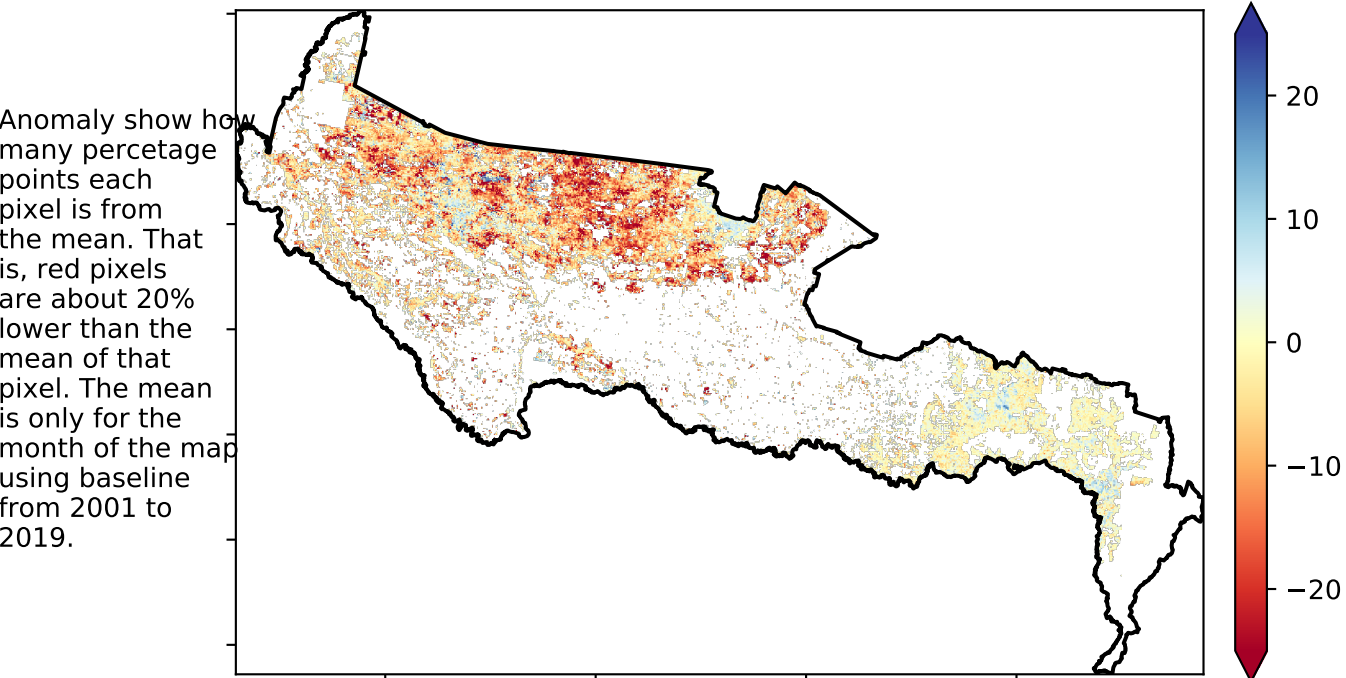 Anomaly show how
many percetage
points each
pixel is from
the mean. That
is, red pixels
are about 20%
lower than the
mean of that
pixel. The mean
is only for the
month of the map
using baseline
from 2001 to
2019.
20
10
0
−10
−20